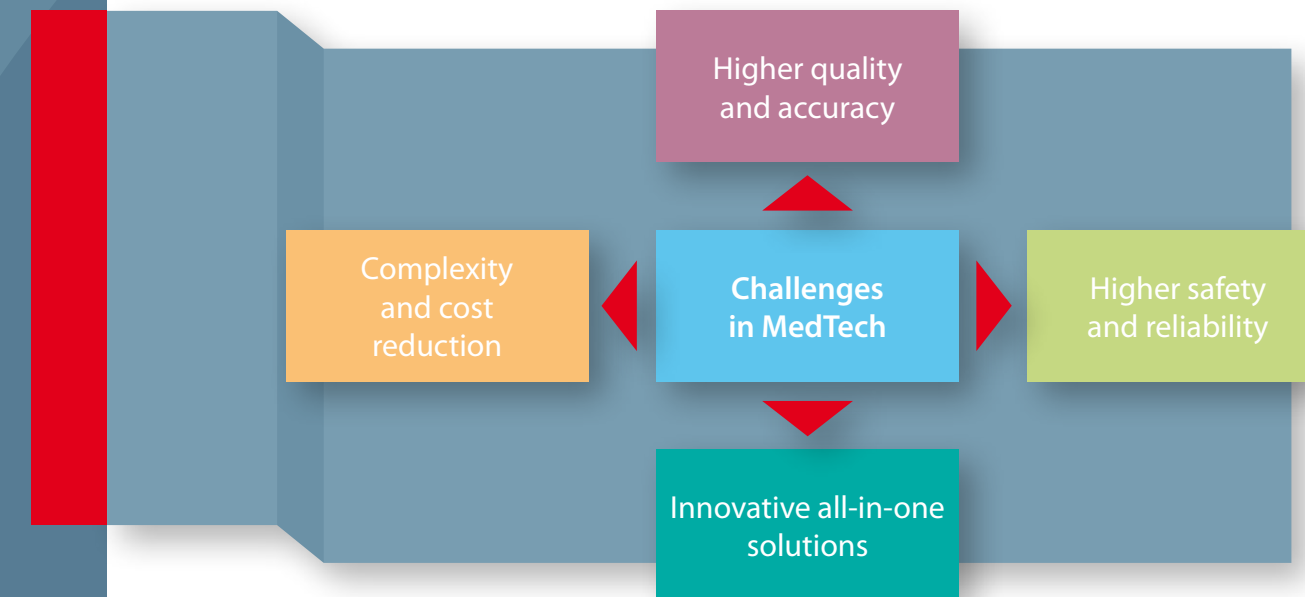 Higher quality
and accuracy
Complexity
and cost
reduction
Challenges
in MedTech
Higher safety
and reliability
Innovative all-in-one
solutions